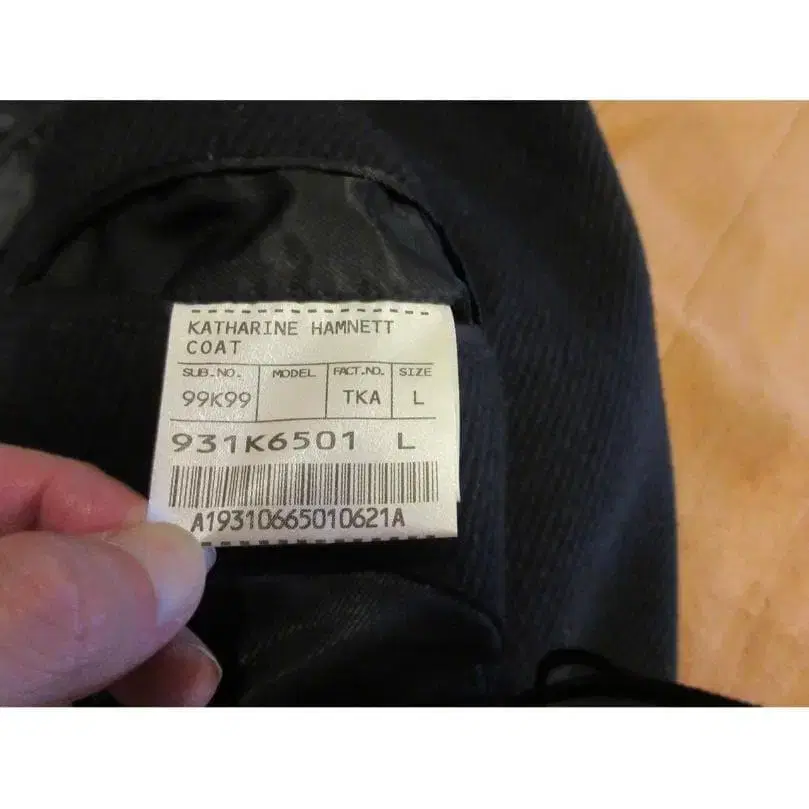 KATHARINE HAMNETT
COAT
SUB.NO. MODEL FACT.NO. SIZE
99K99 TKA L
931K6501 L
A19310665010621A